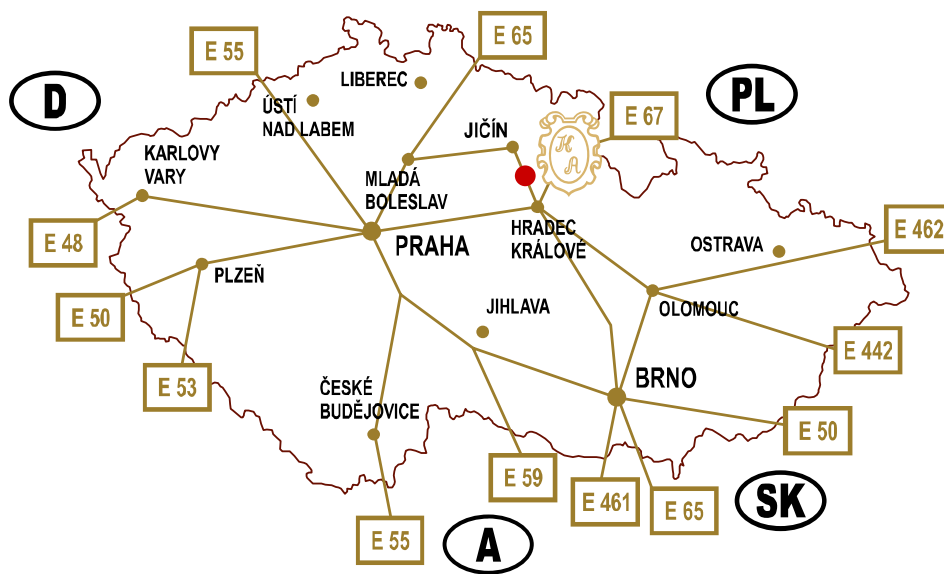 E 65
E 55
LIBEREC
D
PL
ÚSTÍ
NAD LABEM
E 67
JIČÍN
K
A
KARLOVY
VARY
MLADÁ
BOLESLAV
E 48
PRAHA
HRADEC
KRÁLOVÉ
OSTRAVA
E 462
PLZEŇ
E 50
JIHLAVA
OLOMOUC
E 442
E 53
ČESKÉ
BUDĚJOVICE
BRNO
E 50
E 59
E 461
E 65
SK
E 55
A